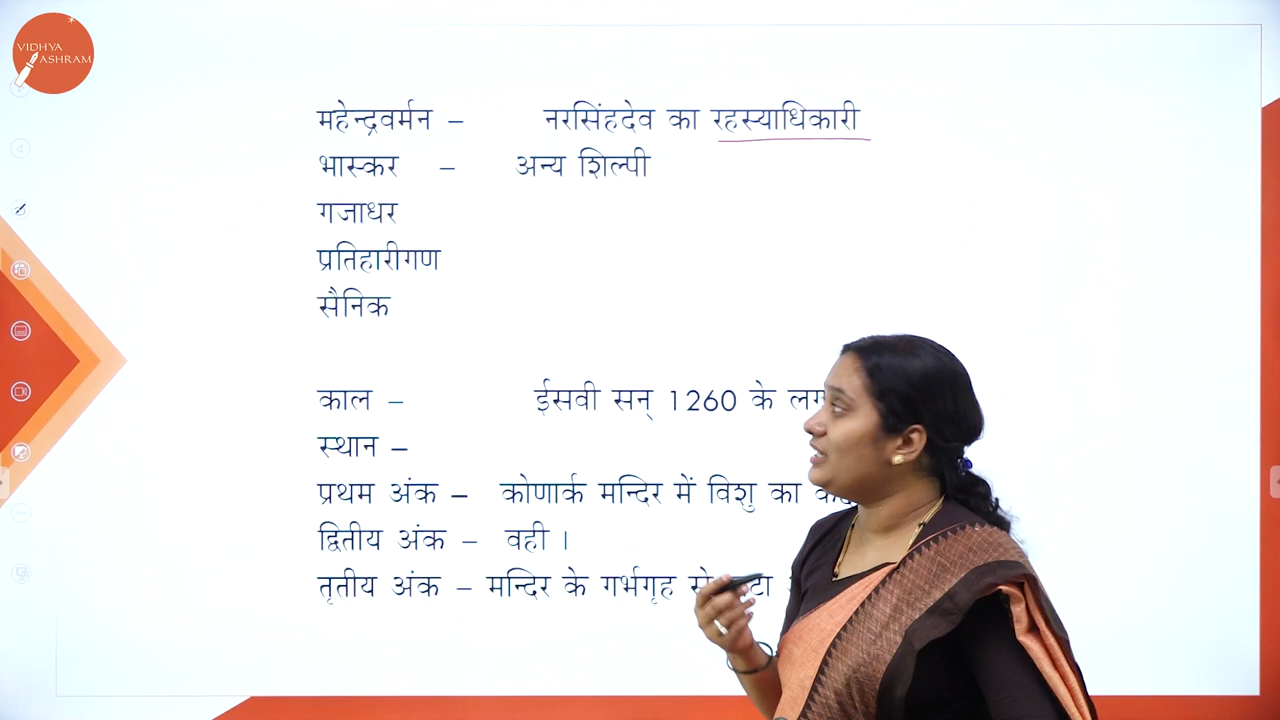 VIDHYA
ASHRAM
महेन्द्रवर्मन – नरसिंहदेव का रहस्याधिकारी
भास्कर – अन्य शिल्पी
गजाधर
प्रतिहारीगण
सैनिक
काल – ईसवी सन् 1260 के
स्थान –
प्रथम अंक – कोणार्क मन्दिर में विशु का
द्वितीय अंक – वही ।
तृतीय अंक – मन्दिर के गर्भगृह से